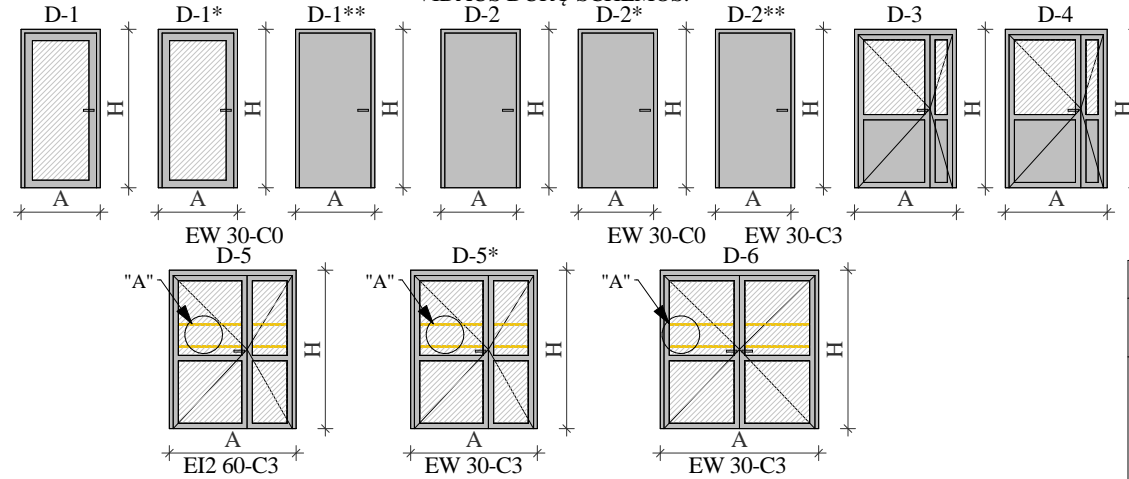 D-1 D-1* D-1** D-2 D-2* D-2** D-3 D-4
H H H H H H H H
A A A A A A A A
EW 30-C0 EW 30-C0 EW 30-C3
D-5 D-5* D-6
"A" "A" "A"
H H H
A A A
EI2 60-C3 EW 30-C3 EW 30-C3